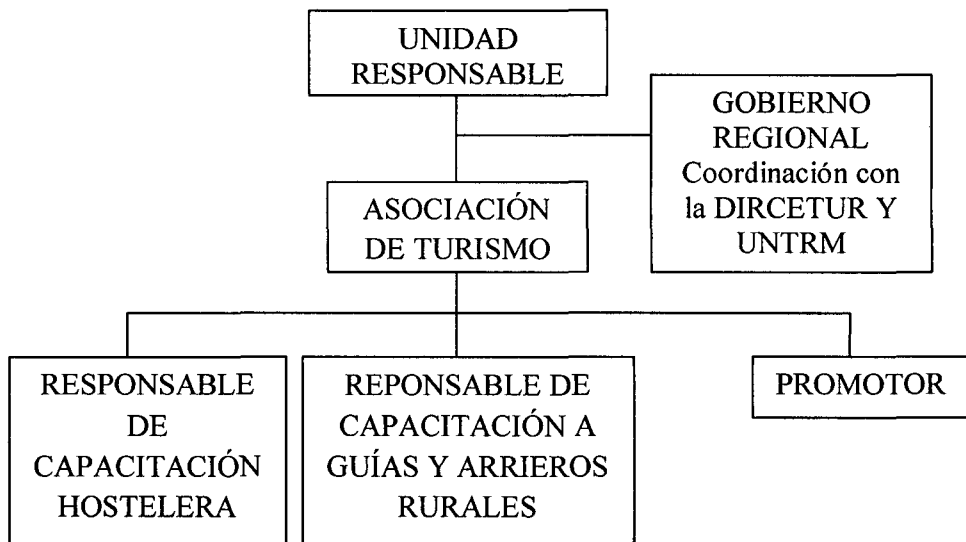 UNIDAD
RESPONSABLE
GOBIERNO
REGIONAL
Coordinación con
la DIRCETUR Y
UNTRM
ASOCIACIÓN
DE TURISMO
RESPONSABLE
DE
CAPACITACIÓN
HOSTELERA
REPONSABLE DE
CAPACITACIÓN A
GUÍAS Y ARRIEROS
RURALES
PROMOTOR